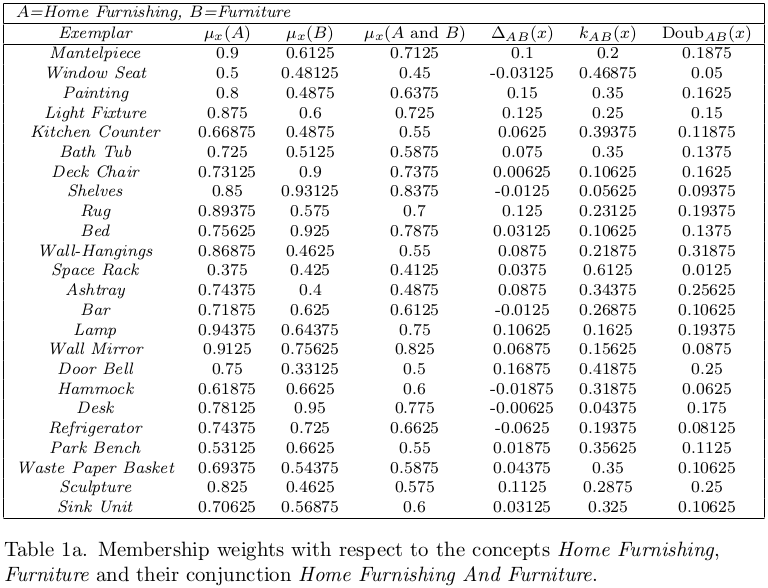 A=Home Furnishing, B=Furniture
Exemplar μx(A) μx(B) μx(A and B) ΔAB(x) kAB(x) DoubAB(x)
Mantelpiece 0.9 0.6125 0.7125 0.1 0.2 0.1875
Window Seat 0.5 0.48125 0.45 -0.03125 0.46875 0.05
Painting 0.8 0.4875 0.6375 0.15 0.35 0.1625
Light Fixture 0.875 0.6 0.725 0.125 0.25 0.15
Kitchen Counter 0.66875 0.4875 0.55 0.0625 0.39375 0.11875
Bath Tub 0.725 0.5125 0.5875 0.075 0.35 0.1375
Deck Chair 0.73125 0.9 0.7375 0.00625 0.10625 0.1625
Shelves 0.85 0.93125 0.8375 -0.0125 0.05625 0.09375
Rug 0.89375 0.575 0.7 0.125 0.23125 0.19375
Bed 0.75625 0.925 0.7875 0.03125 0.10625 0.1375
Wall-Hangings 0.86875 0.4625 0.55 0.0875 0.21875 0.31875
Space Rack 0.375 0.425 0.4125 0.0375 0.6125 0.0125
Ashtray 0.74375 0.4 0.4875 0.0875 0.34375 0.25625
Bar 0.71875 0.625 0.6125 -0.0125 0.26875 0.10625
Lamp 0.94375 0.64375 0.75 0.10625 0.1625 0.19375
Wall Mirror 0.9125 0.75625 0.825 0.06875 0.15625 0.0875
Door Bell 0.75 0.33125 0.5 0.16875 0.41875 0.25
Hammock 0.61875 0.6625 0.6 -0.01875 0.31875 0.0625
Desk 0.78125 0.95 0.775 -0.00625 0.04375 0.175
Refrigerator 0.74375 0.725 0.6625 -0.0625 0.19375 0.08125
Park Bench 0.53125 0.6625 0.55 0.01875 0.35625 0.1125
Waste Paper Basket 0.69375 0.54375 0.5875 0.04375 0.35 0.10625
Sculpture 0.825 0.4625 0.575 0.1125 0.2875 0.25
Sink Unit 0.70625 0.56875 0.6 0.03125 0.325 0.10625
Table 1a. Membership weights with respect to the concepts Home Furnishing,
Furniture and their conjunction Home Furnishing And Furniture.